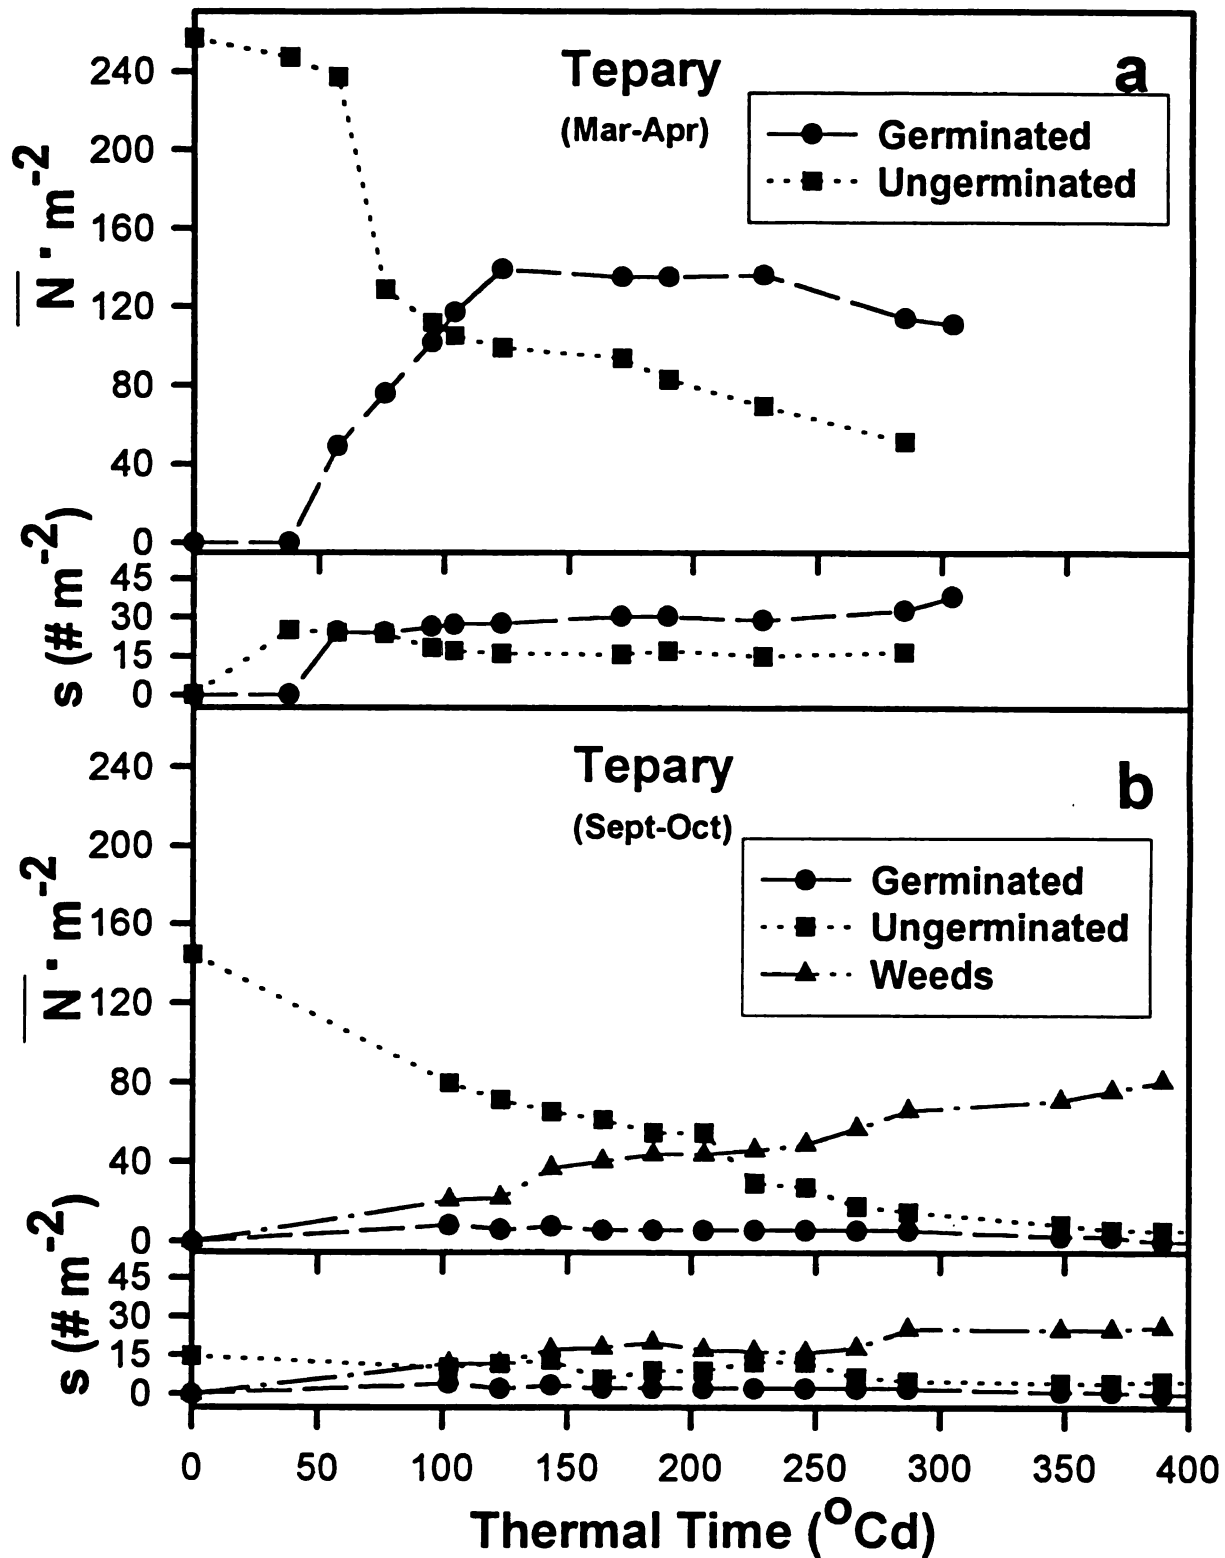 Tepary
a
(Mar-Apr)
Germinated
Ungerminated
N · m-2
240
200
160
120
80
40
0
s (# m-2)
45
30
15
0
Tepary
b
(Sept-Oct)
Germinated
Ungerminated
Weeds
N · m-2
240
200
160
120
80
40
0
s (# m-2)
45
30
15
0
0 50 100 150 200 250 300 350 400
Thermal Time (°Cd)